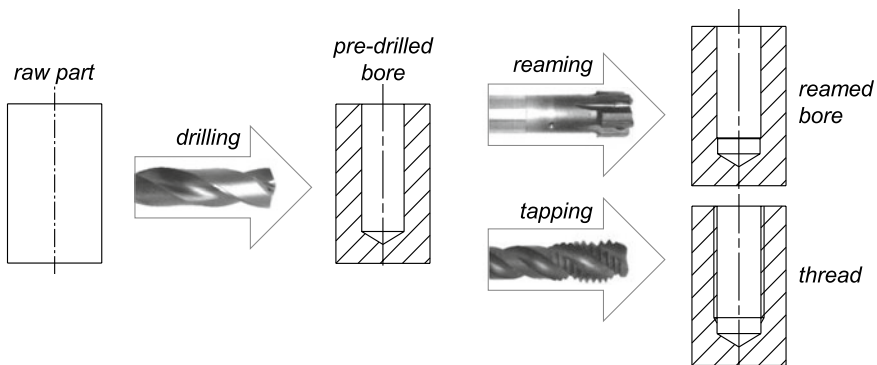 raw part
drilling
pre-drilled
bore
reaming
reamed
bore
tapping
thread